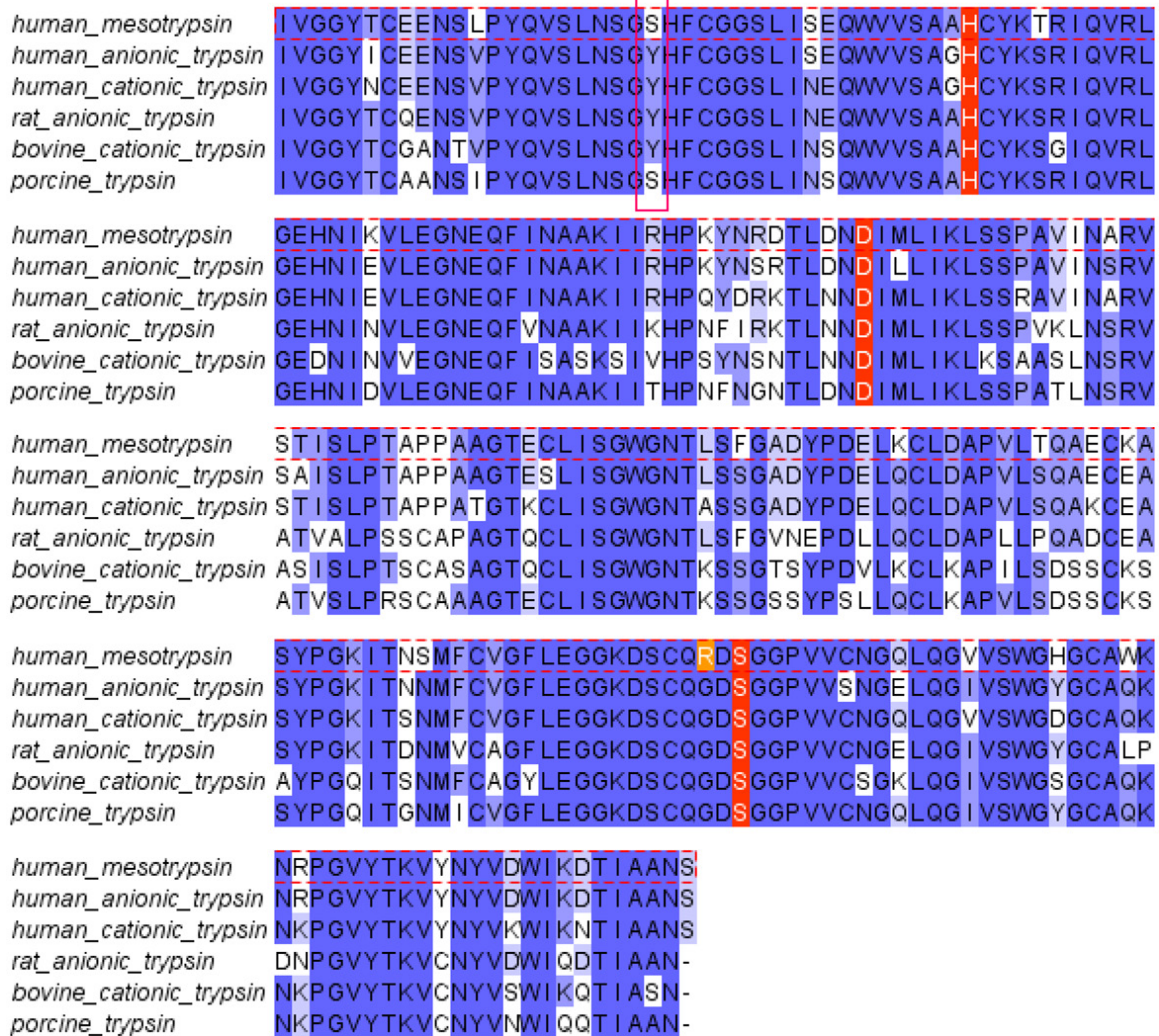 human_mesotrypsin IVGGYTCEENSLPYQVSLNSGSHFCGGSLISEQWVVSAAHCYKTRIQVRL
human_anionic_trypsin IVGGYICEENSVPYQVSLNSGYHFCGGSLISEQWVVSAGHCYKSRIQVRL
human_cationic_trypsin IVGGYNCEENSVPYQVSLNSGYHFCGGSLINEQWVVSAGHCYKSRIQVRL
rat_anionic_trypsin IVGGYTCQENSVPYQVSLNSGYHFCGGSLINEQWVVSAAHCYKSRIQVRL
bovine_cationic_trypsin IVGGYTCGANTVPYQVSLNSGYHFCGGSLINSQWVVSAAHCYKSGIQVRL
porcine_trypsin IVGGYTCAANSIPYQVSLNSGSHFCGGSLINSQWVVSAAHCYKSRIQVRL
human_mesotrypsin GEHNIKVLEGNEQFINAAKIIRHPKYNRDTLDNDIMLIKLSSPAVINARV
human_anionic_trypsin GEHNIEVLEGNEQFINAAKIIRHPKYNSRTLDNDILLIKLSSPAVINSRV
human_cationic_trypsin GEHNIEVLEGNEQFINAAKIIRHPQYDRKTLNNDIMLIKLSSRAVINARV
rat_anionic_trypsin GEHNINVLEGNEQFVNAAKIIKHPNFIRKTLNNDIMLIKLSSPVKLNSRV
bovine_cationic_trypsin GEDNINVVEGNEQFISASKSIVHPSYNSNTLNNDIMLIKLKSAASLNSRV
porcine_trypsin GEHNIDVLEGNEQFINAAKIITHPNFNGNTLDNDIMLIKLSSPATLNSRV
human_mesotrypsin STISLPTAPPAAGTECLISGWGNTLSFGADYPDELKCLDAPVLTQAECKA
human_anionic_trypsin SAISLPTAPPAAGTESLISGWGNTLSSGADYPDELQCLDAPVLSQAECEA
human_cationic_trypsin STISLPTAPPATGTKCLISGWGNTASSGADYPDELQCLDAPVLSQAKCEA
rat_anionic_trypsin ATVALPSSCAPAGTQCLISGWGNTLSFGVNEPDLLQCLDAPLLPQADCEA
bovine_cationic_trypsin ASISLPTSCASAGTQCLISGWGNTKSSGTSYPDVLKCLKAPILSDSSCKS
porcine_trypsin ATVSLPRSCAAAGTECLISGWGNTKSSGSSYPSLLQCLKAPVLSDSSCKS
human_mesotrypsin SYPGKITNSMFCVGFLEGGKDSCQRDSGGPVVCNGQLQGVVSWGHGCAWK
human_anionic_trypsin SYPGKITNNMFCVGFLEGGKDSCQGDSGGPVVSNGELQGIVSWGYGCAQK
human_cationic_trypsin SYPGKITSNMFCVGFLEGGKDSCQGDSGGPVVCNGQLQGVVSWGDGCAQK
rat_anionic_trypsin SYPGKITDNMVCAGFLEGGKDSCQGDSGGPVVCNGELQGIVSWGYGCALP
bovine_cationic_trypsin AYPGQITSNMFCAGYLEGGKDSCQGDSGGPVVCSGKLQGIVSWGSGCAQK
porcine_trypsin SYPGQITGNMICVGFLEGGKDSCQGDSGGPVVCNGQLQGIVSWGYGCAQK
human_mesotrypsin NRPGVYTKVYNYVDWIKDTIAANS
human_anionic_trypsin NRPGVYTKVYNYVDWIKDTIAANS
human_cationic_trypsin NKPGVYTKVYNYVKWIKNTIAANS
rat_anionic_trypsin DNPGVYTKVCNYVDWIQDTIAAN-
bovine_cationic_trypsin NKPGVYTKVCNYVSWIKQTIASN-
porcine_trypsin NKPGVYTKVCNYVNWIQQTIAAN-